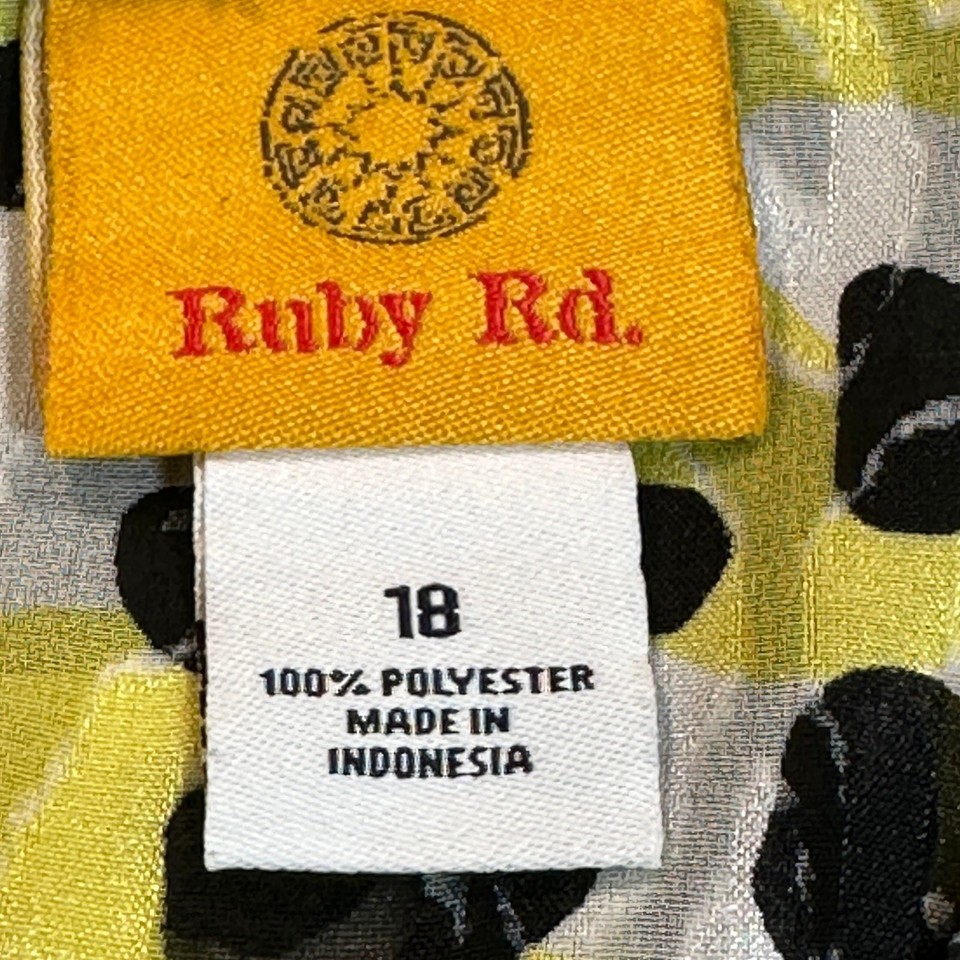 Ruby Rd.
18
100% POLYESTER
MADE IN
INDONESIA